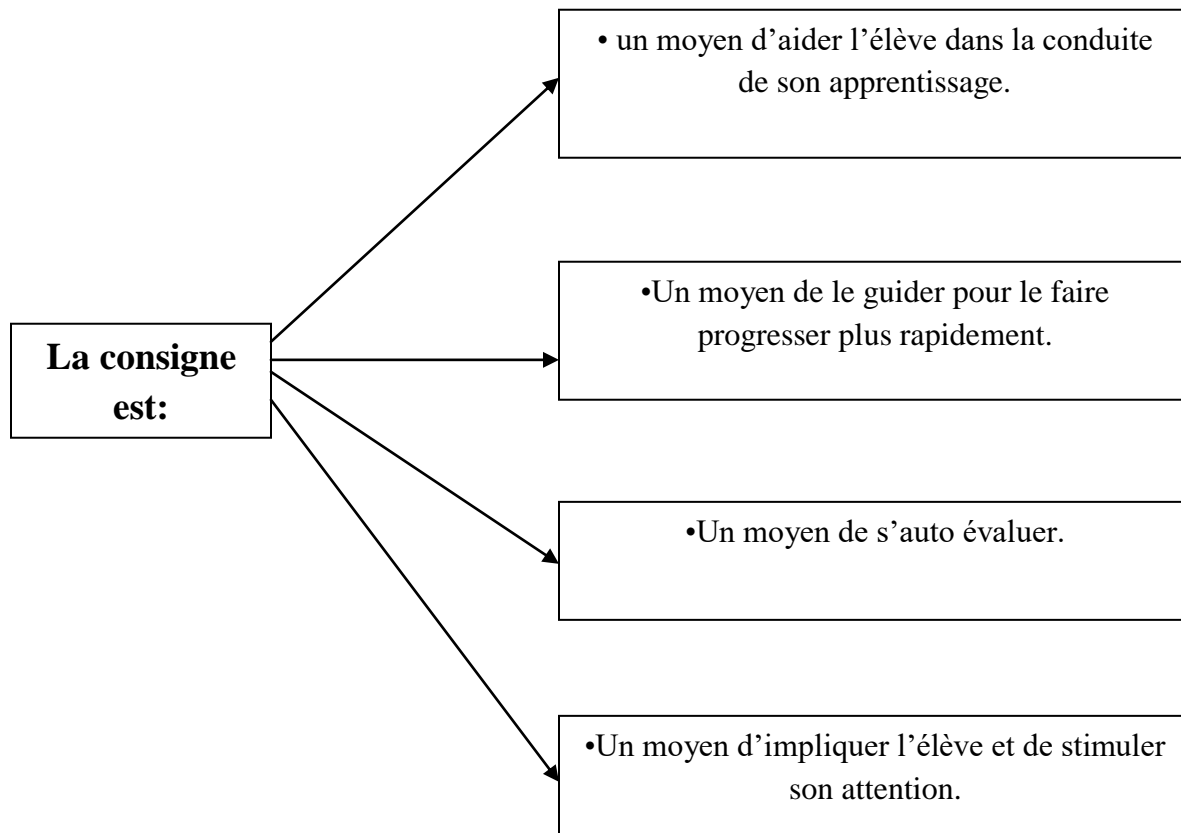 • un moyen d’aider l’élève dans la conduite
de son apprentissage.
•Un moyen de le guider pour le faire
progresser plus rapidement.
La consigne
est:
•Un moyen de s’auto évaluer.
•Un moyen d’impliquer l’élève et de stimuler
son attention.